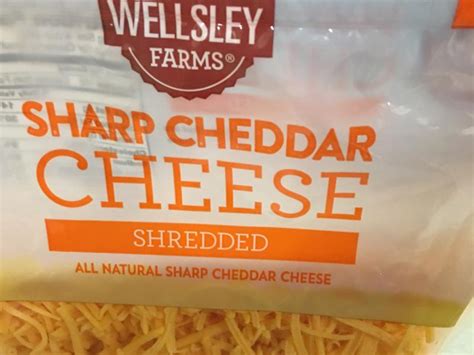 WELLSLEY
FARMS®
SHARP CHEDDAR
CHEESE
SHREDDED
ALL NATURAL SHARP CHEDDAR CHEESE